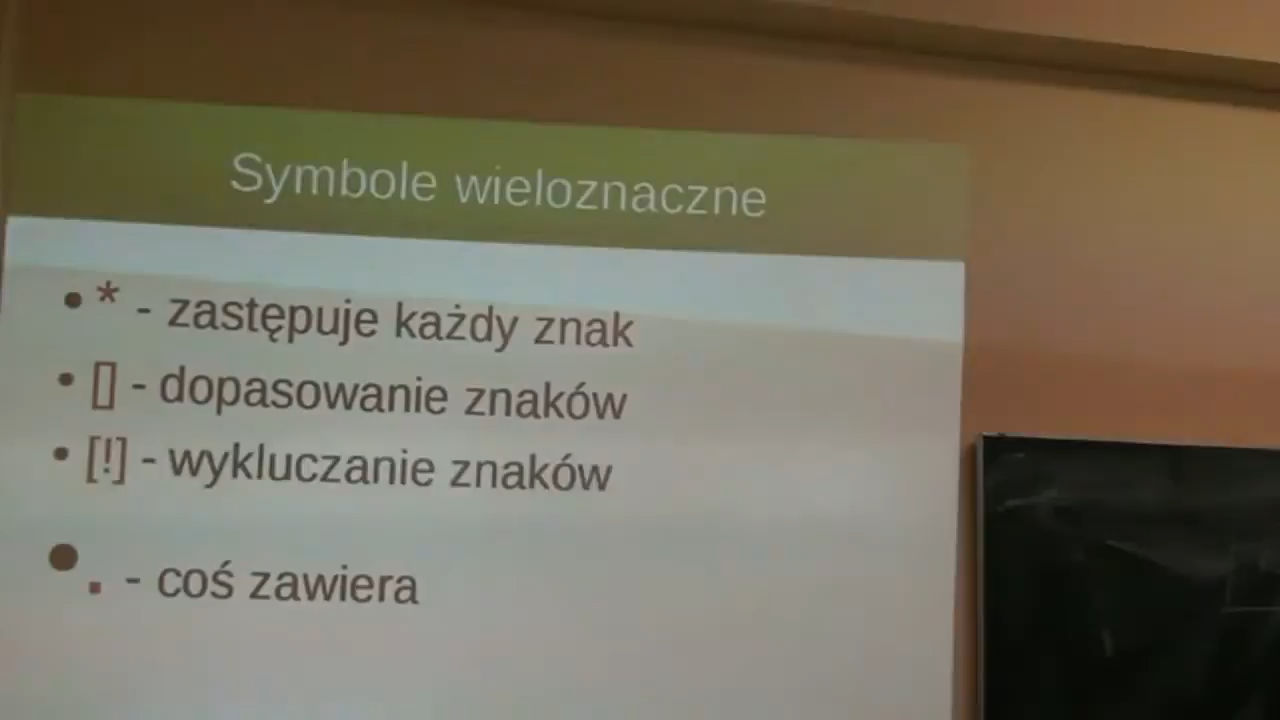 Symbole wieloznaczne
• * - zastępuje każdy znak
• [] - dopasowanie znaków
• [!] - wykluczanie znaków
• . - coś zawiera